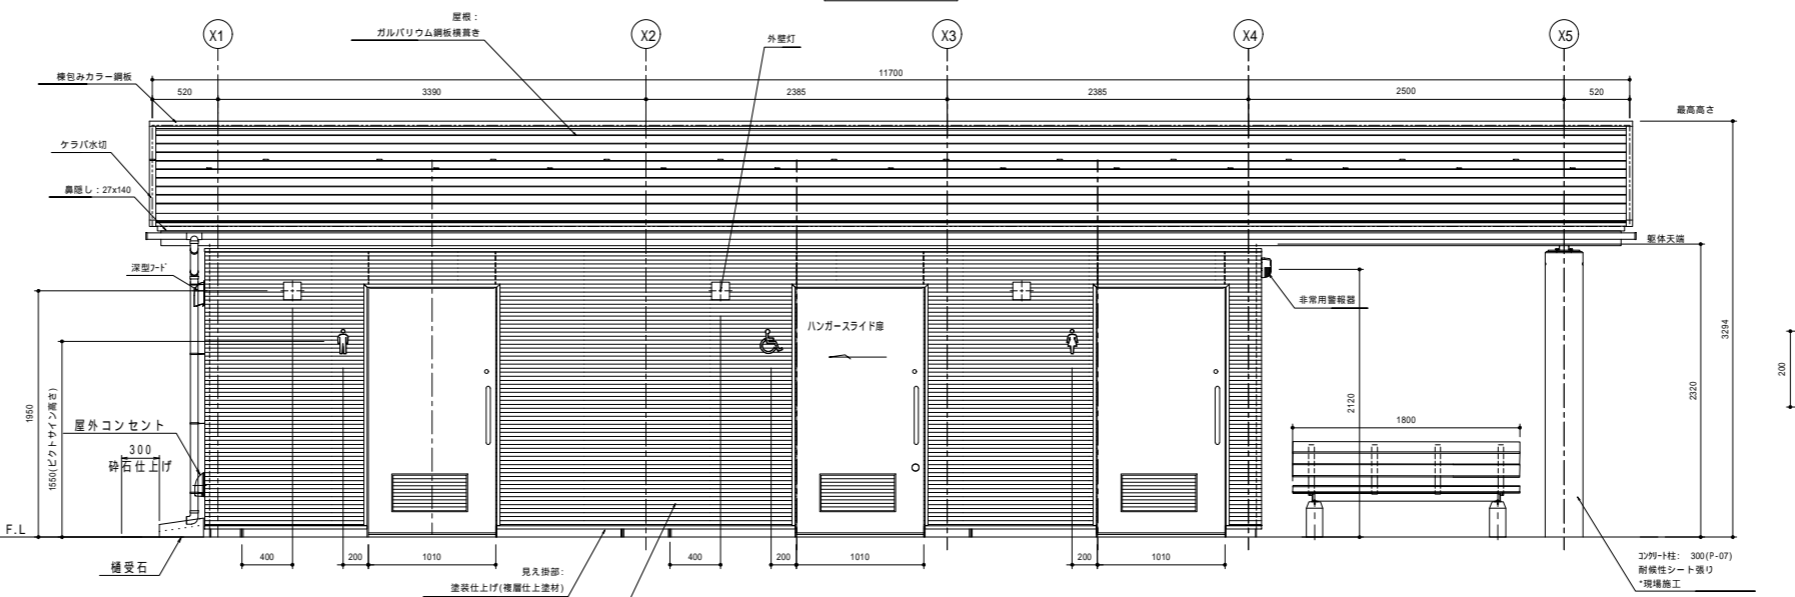 X1
X2
X3
X4
X5
屋根：
ガルバリウム鋼板横葺き
外壁灯
棟包みカラー鋼板
11700
520
3390
2385
2385
2500
520
最高高さ
ケラバ水切
鼻隠し：27x140
躯体天端
深型ﾌｰﾄﾞ
非常用警報器
ハンガースライド扉
3294
200
2320
2120
1950
1550(ピクトサイン高さ)
屋外コンセント
300
砕石仕上げ
1800
F.L
樋受石
400
200
1010
400
200
1010
200
1010
見え掛部：
塗装仕上げ(複層仕上塗材)
ｺﾝｸﾘｰﾄ柱： 300(P-07)
耐候性シート張り
*現場施工